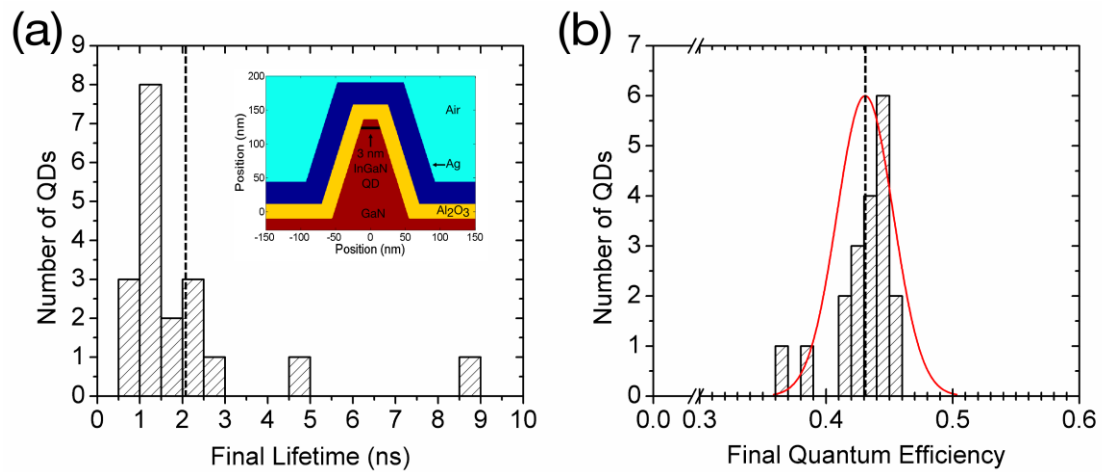 (a)
9
8
7
6
5
4
3
2
1
0
Number of QDs
0 1 2 3 4 5 6 7 8 9 10
Final Lifetime (ns)
200
150
100
50
0
Position (nm)
-150 -100 -50 0 50 100 150
Position (nm)
Air
Ag
3 nm
InGaN
QD
Al₂O₃
GaN
(b)
7
6
5
4
3
2
1
0
Number of QDs
0.0 0.3 0.4 0.5 0.6
Final Quantum Efficiency